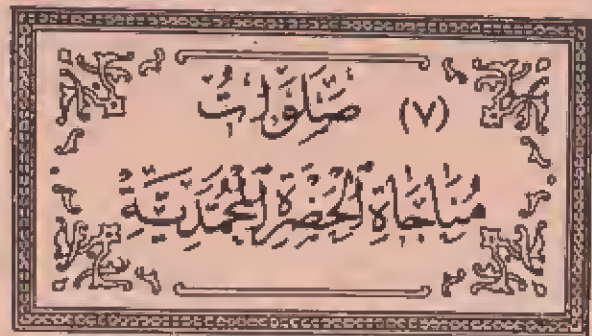 (٧) صَلَوَاتُ
مُنَاجَاةِ الْحَضْرَةِ الْمُحَمَّدِيَّةِ